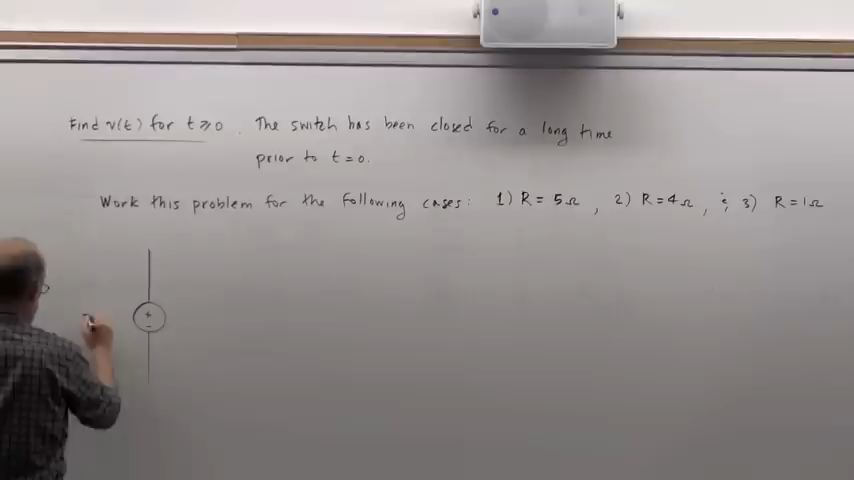 Find v(t) for t ≥ 0. The switch has been closed for a long time
prior to t = 0.
Work this problem for the following cases: 1) R = 5Ω, 2) R = 4Ω, & 3) R = 1Ω
+
-